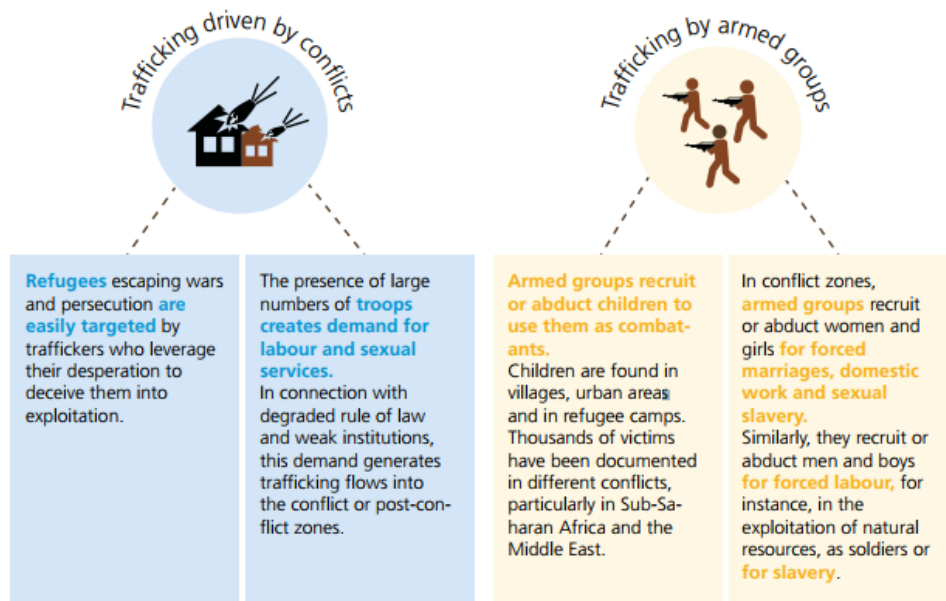 Trafficking driven by conflicts
Trafficking by armed groups
Refugees escaping wars
and persecution are
easily targeted by
traffickers who leverage
their desperation to
deceive them into
exploitation.
The presence of large
numbers of troops
creates demand for
labour and sexual
services.
In connection with
degraded rule of law
and weak institutions,
this demand generates
trafficking flows into
the conflict or post-con-
flict zones.
Armed groups recruit
or abduct children to
use them as combat-
ants.
Children are found in
villages, urban areas
and in refugee camps.
Thousands of victims
have been documented
in different conflicts,
particularly in Sub-Sa-
haran Africa and the
Middle East.
In conflict zones,
armed groups recruit
or abduct women and
girls for forced
marriages, domestic
work and sexual
slavery.
Similarly, they recruit or
abduct men and boys
for forced labour, for
instance, in the
exploitation of natural
resources, as soldiers or
for slavery.